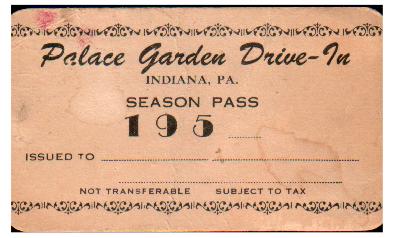 Palace Garden Drive-In
INDIANA, PA.
SEASON PASS
195
ISSUED TO
NOT TRANSFERABLE SUBJECT TO TAX